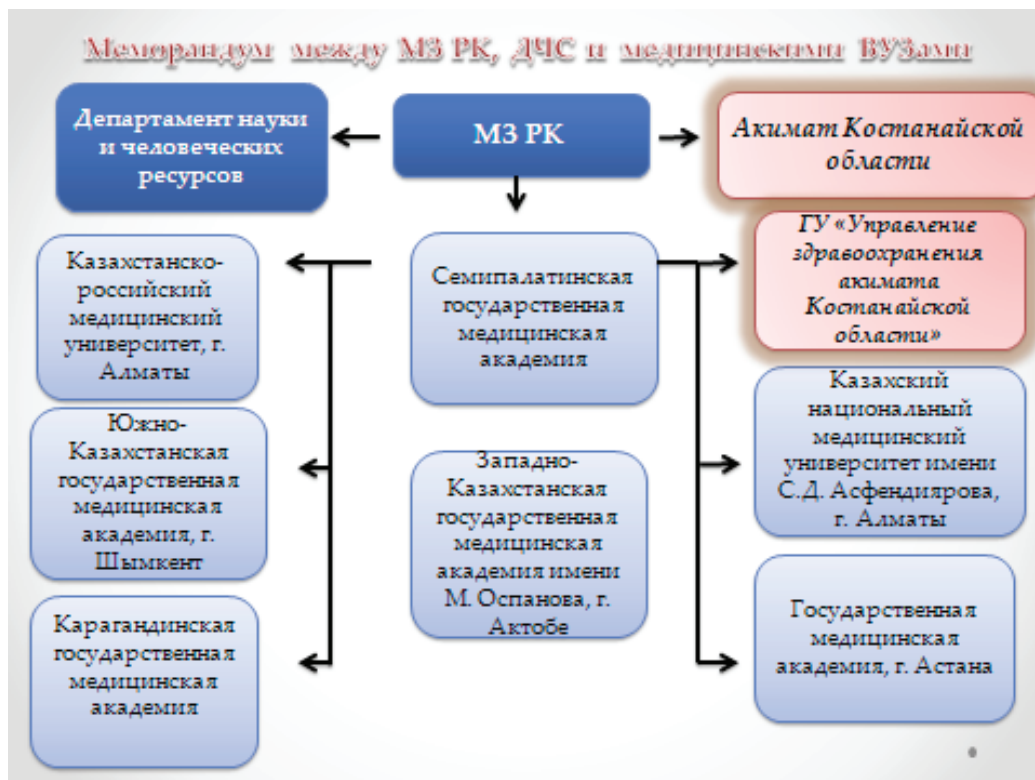 Меморандум между МЗ РК, ДЧС и медицинскими ВУЗами
Департамент науки
и человеческих
ресурсов
МЗ РК
Акимат Костанайской
области
Казахстанско-
российский
медицинский
университет, г.
Алматы
Семипалатинская
государственная
медицинская
академия
ГУ «Управление
здравоохранения
акимата
Костанайской
области»
Южно-
Казахстанская
государственная
медицинская
академия, г.
Шымкент
Западно-
Казахстанская
государственная
медицинская
академия имени
М. Оспанова, г.
Актобе
Казахский
национальный
медицинский
университет имени
С.Д. Асфендиярова,
г. Алматы
Карагандинская
государственная
медицинская
академия
Государственная
медицинская
академия, г. Астана